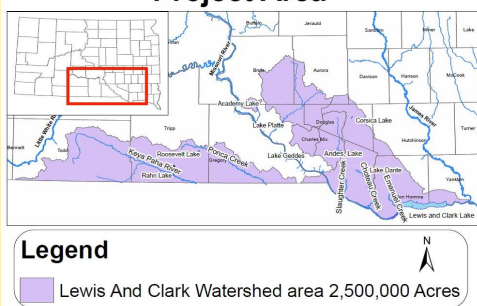 Project Area
Buffalo
Jerauld
Sanborn
Miner
Lake
Missouri River
Brule
Aurora
Davison
Hanson
McCook
Academy Lake
James River
Little White
Lake Platte
Douglas
Corsica Lake
Tripp
Charles Mix
Hutchinson
Turner
Bennett
Todd
Roosevelt Lake
Ponca Creek
Lake Geddes
Andes Lake
Keya Paha River
Gregory
Lake Dante
Rahn Lake
Slaughter Creek
Choteau Creek
Emanuel Creek
Bon Homme
Yankton
Lewis and Clark Lake
Legend
N
Lewis And Clark Watershed area 2,500,000 Acres